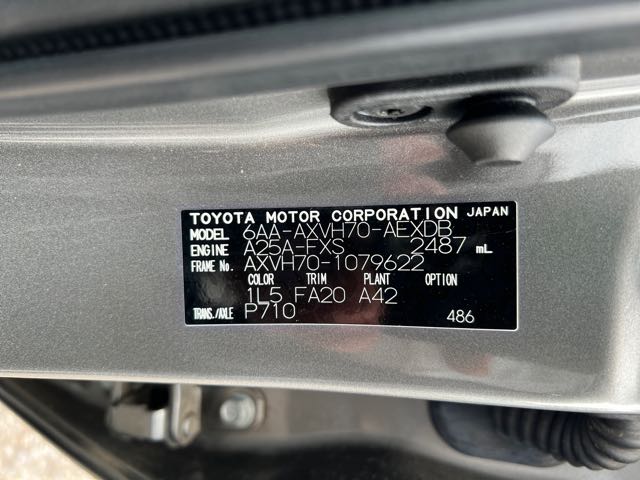 TOYOTA MOTOR CORPORATION JAPAN
MODEL 6AA-AXVH70-AEXDB
ENGINE A25A-FXS 2487 mL
FRAME No. AXVH70-1079622
COLOR TRIM PLANT OPTION
1L5 FA20 A42
TRANS./AXLE P710 486